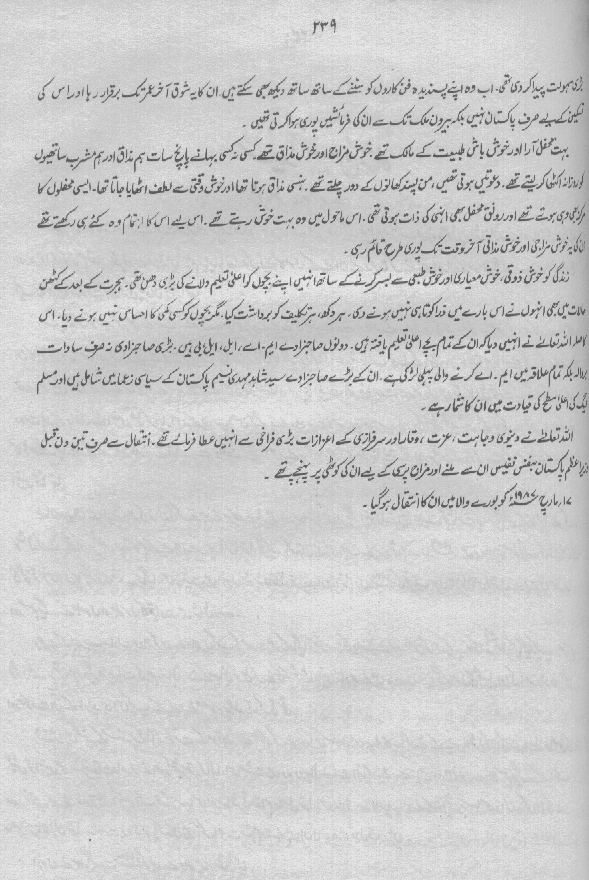 ۲۳۹
بڑی سہولت پیدا کر دی تھی۔ اب وہ اپنے پسندیدہ فن کاروں کو سننے کے ساتھ ساتھ دیکھ بھی سکتے ہیں۔ ان کا یہ شوق آخر عمر تک برقرار رہا اور اس کی
تسکین کے لیے صرف پاکستان نہیں بلکہ بیرون ملک تک سے ان کی فرمائشیں پوری ہوا کرتی تھیں۔
بہت محفل آرا اور خوش باش طبیعت کے مالک تھے۔ خوش مزاج اور خوش مذاق تھے کسی نہ کسی بہانے پانچ سات ہم مذاق اور ہم مشرب ساتھیوں
کو روزانہ اکٹھی کر لیتے تھے۔ دعوتیں ہوتی تھیں، من پسند کھانوں کے دور چلتے تھے۔ ہنسی مذاق ہوتا تھا اور خوش وقتی سے لطف اٹھایا جاتا تھا۔ ایسی محفلوں کا
مرکز بھی وہی ہوتے تھے اور رونق محفل بھی انہی کی ذات ہوتی تھی۔ اس ماحول میں وہ بہت خوش رہتے تھے۔ اس لیے اس کا اہتمام وہ کئے ہی رکھتے تھے
ان کی یہ خوش مزاجی اور خوش مذاقی آخر وقت تک پوری طرح قائم رہی۔
زندگی کو خوش ذوقی، خوش معیاری اور خوش طبعی سے بسر کرنے کے ساتھ انہیں اپنے بچوں کو اعلیٰ تعلیم دلانے کی بڑی دھن تھی۔ ہجرت کے بعد کے کٹھن
حالات میں بھی انہوں نے اس بارے میں ذرا کوتاہی نہیں ہونے دی۔ ہر دکھ، ہر تکلیف کو برداشت کیا، مگر بچوں کو کسی کمی کا احساس نہیں ہونے دیا۔ اس
کا صلہ اللہ تعالےٰ نے انہیں دیا کہ ان کے تمام بچے اعلیٰ تعلیم یافتہ ہیں۔ دونوں صاحبزادے ایم۔ اے، ایل، ایل بی ہیں۔ بڑی صاحبزادی نہ صرف سادات
بلکہ تمام علاقہ میں ایم۔ اے کرنے والی پہلی لڑکی ہے۔ ان کے بڑے صاحبزادے سید شاہد مہدی نسیم پاکستان کے سیاسی زعما میں شامل ہیں اور مسلم
لیگ کی اعلیٰ سطح کی قیادت میں ان کا شمار ہے۔
اللہ تعالےٰ نے دنیوی وجاہت، عزت، وقار اور سرفرازی کے اعزازات بڑی فراخی سے انہیں عطا فرمائے تھے۔ انتقال سے صرف تین دن قبل
وزیر اعظم پاکستان بنفس نفیس ان سے ملنے اور مزاج پرسی کے لیے ان کی کوٹھی پر پہنچے تھے۔
۱۷، مارچ ۱۹۸۷ء کو بورے والا میں ان کا انتقال ہو گیا۔